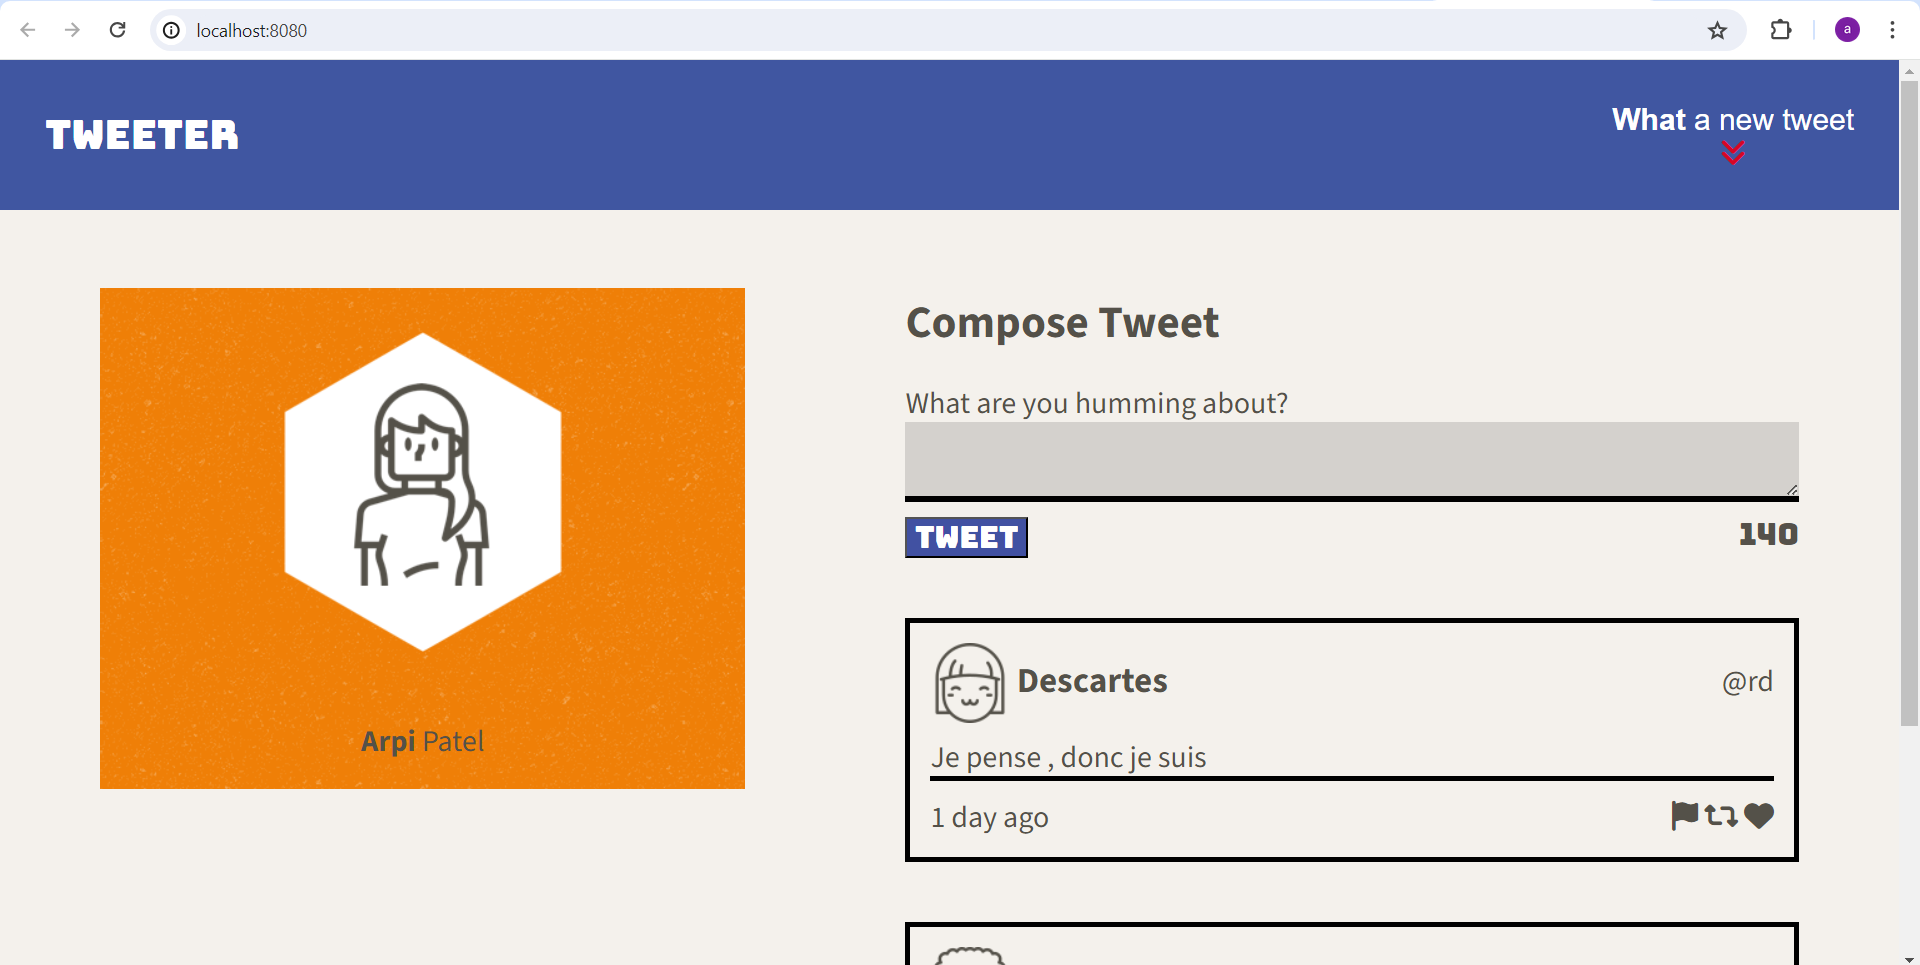 localhost:8080
a
TWEETER
What a new tweet
Arpi Patel
Compose Tweet
What are you humming about?
TWEET
140
Descartes
@rd
Je pense , donc je suis
1 day ago